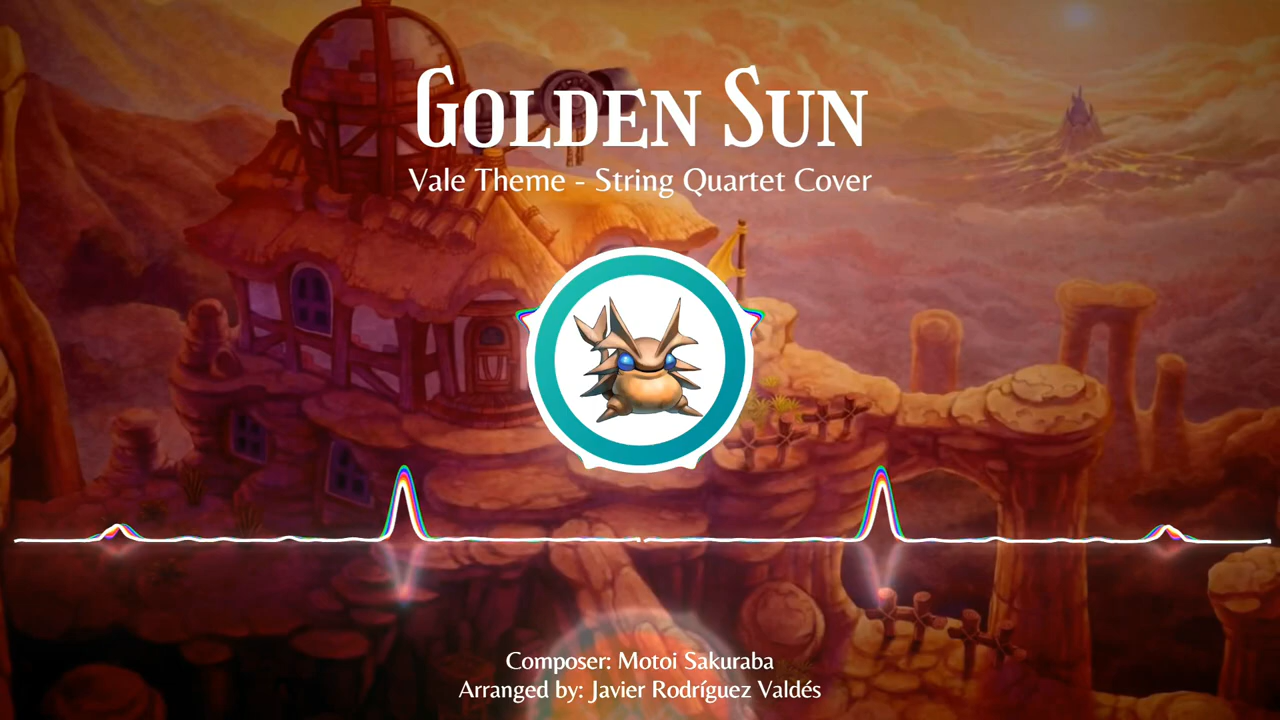 Golden Sun
Vale Theme - String Quartet Cover
Composer: Motoi Sakuraba
Arranged by: Javier Rodríguez Valdés